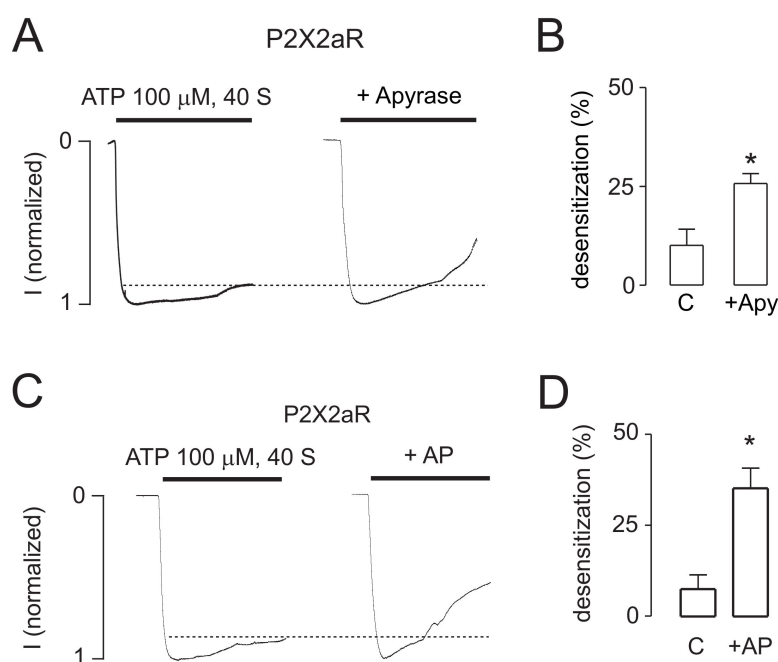 A
P2X2aR
ATP 100 µM, 40 S
+ Apyrase
0
I (normalized)
1
B
50
desensitization (%)
25
*
0
C
+Apy
C
P2X2aR
ATP 100 µM, 40 S
+ AP
0
I (normalized)
1
D
50
desensitization (%)
25
*
0
C
+AP